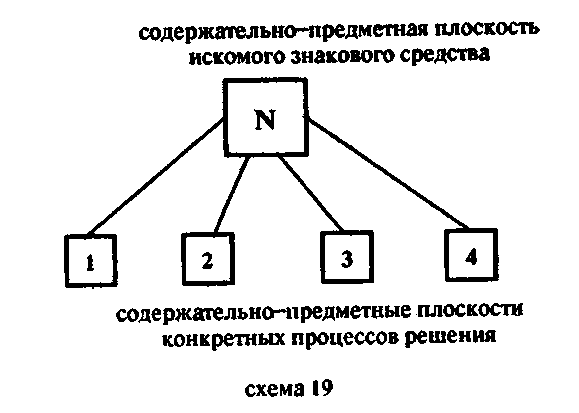 содержательно-предметная плоскость
искомого знакового средства
N
1 2 3 4
содержательно-предметные плоскости
конкретных процессов решения
схема 19